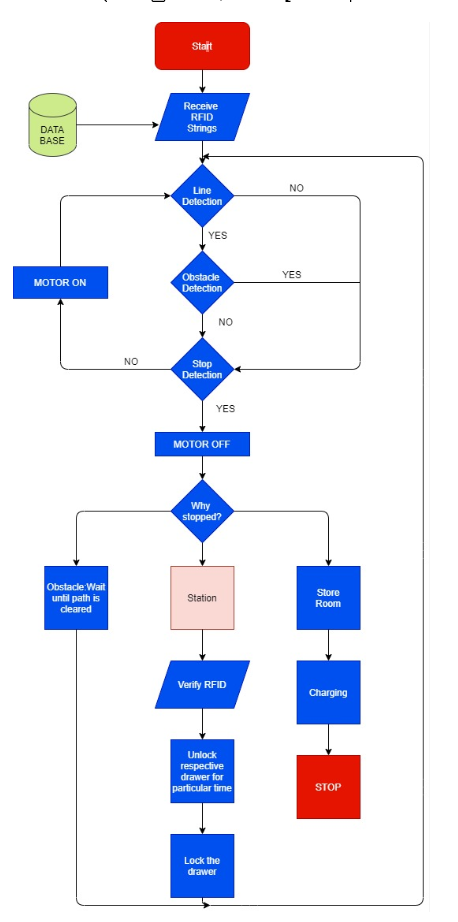 Start
Receive
RFID
Strings
DATA
BASE
Line
Detection
NO
YES
MOTOR ON
Obstacle
Detection
YES
NO
Stop
Detection
NO
YES
MOTOR OFF
Why
stopped?
Obstacle:Wait
until path is
cleared
Station
Store
Room
Verify RFID
Charging
Unlock
respective
drawer for
particular time
STOP
Lock the
drawer